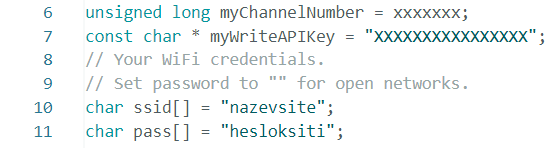 6 unsigned long myChannelNumber = xxxxxxx;
7 const char * myWriteAPIKey = "XXXXXXXXXXXXXXXX";
8 // Your WiFi credentials.
9 // Set password to "" for open networks.
10 char ssid[] = "nazevsite";
11 char pass[] = "hesloksiti";